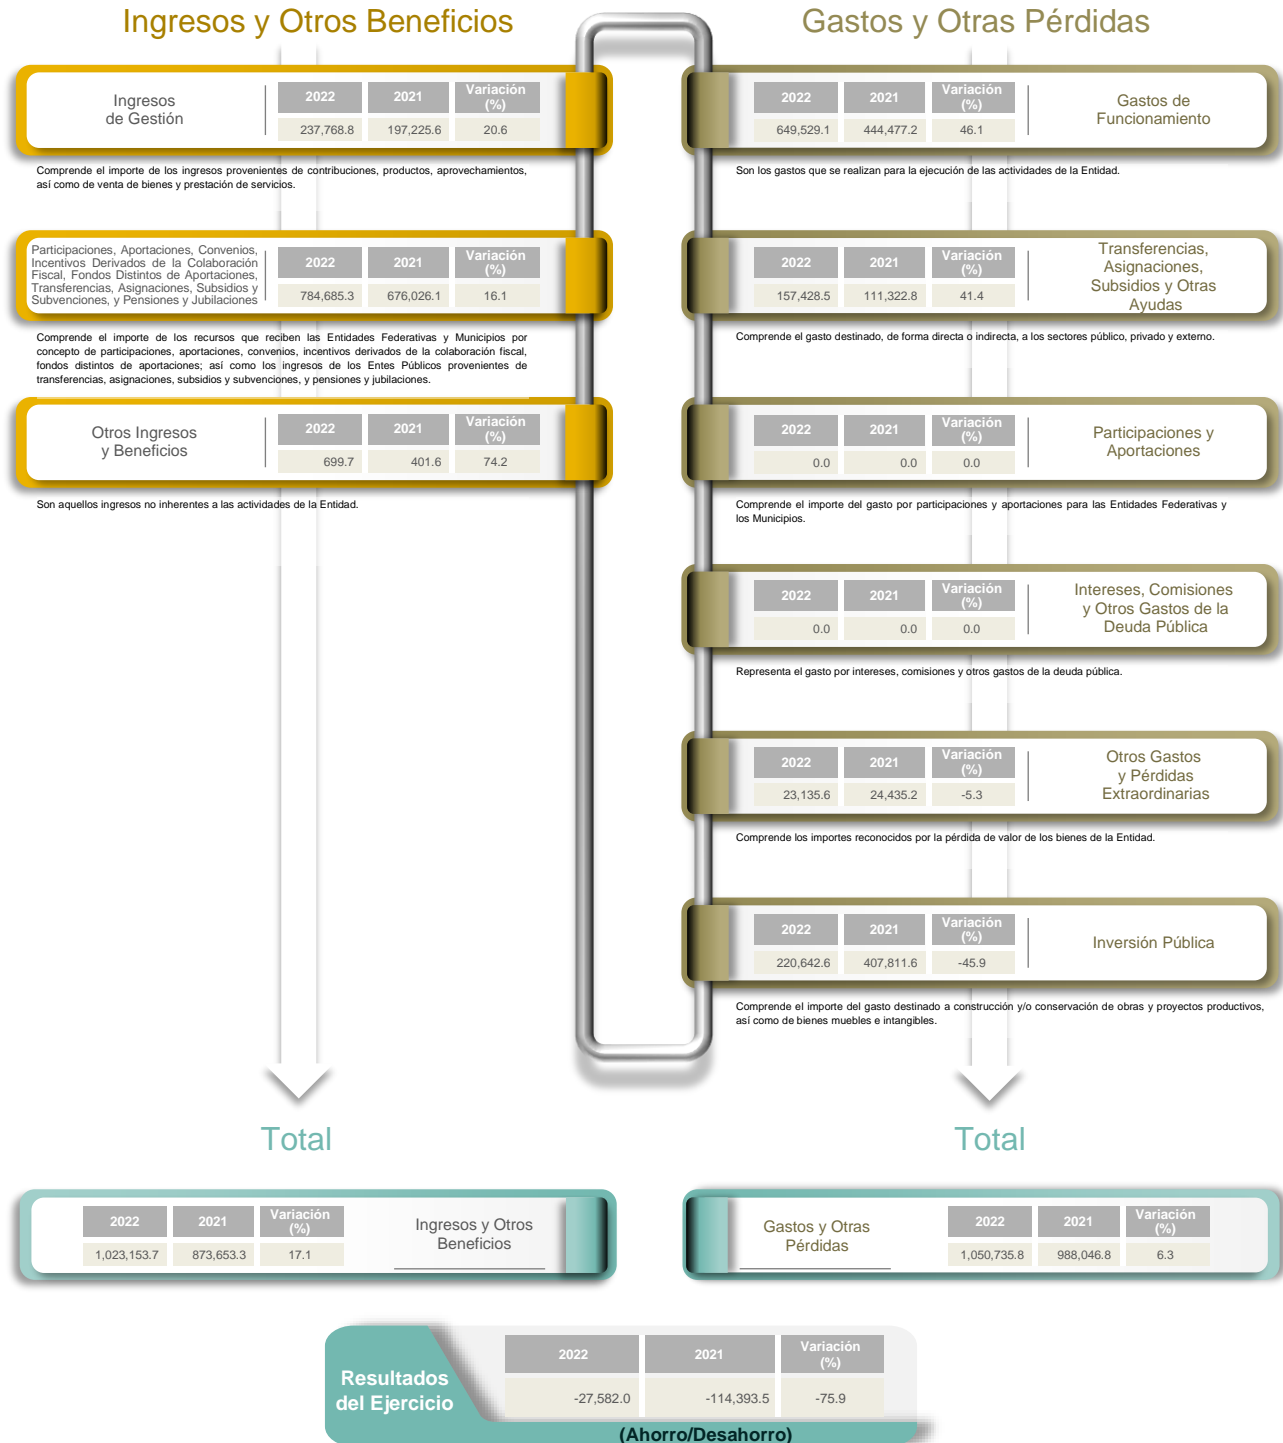 Ingresos y Otros Beneficios
Ingresos
de Gestión
2022 2021 Variación
(%)
237,768.8 197,225.6 20.6
Comprende el importe de los ingresos provenientes de contribuciones, productos, aprovechamientos,
así como de venta de bienes y prestación de servicios.
Participaciones, Aportaciones, Convenios,
Incentivos Derivados de la Colaboración
Fiscal, Fondos Distintos de Aportaciones,
Transferencias, Asignaciones, Subsidios y
Subvenciones, y Pensiones y Jubilaciones
2022 2021 Variación
(%)
784,685.3 676,026.1 16.1
Comprende el importe de los recursos que reciben las Entidades Federativas y Municipios por
concepto de participaciones, aportaciones, convenios, incentivos derivados de la colaboración fiscal,
fondos distintos de aportaciones; así como los ingresos de los Entes Públicos provenientes de
transferencias, asignaciones, subsidios y subvenciones, y pensiones y jubilaciones.
Otros Ingresos
y Beneficios
2022 2021 Variación
(%)
699.7 401.6 74.2
Son aquellos ingresos no inherentes a las actividades de la Entidad.
Gastos y Otras Pérdidas
2022 2021 Variación
(%)
649,529.1 444,477.2 46.1
Gastos de
Funcionamiento
Son los gastos que se realizan para la ejecución de las actividades de la Entidad.
2022 2021 Variación
(%)
157,428.5 111,322.8 41.4
Transferencias,
Asignaciones,
Subsidios y Otras
Ayudas
Comprende el gasto destinado, de forma directa o indirecta, a los sectores público, privado y externo.
2022 2021 Variación
(%)
0.0 0.0 0.0
Participaciones y
Aportaciones
Comprende el importe del gasto por participaciones y aportaciones para las Entidades Federativas y
los Municipios.
2022 2021 Variación
(%)
0.0 0.0 0.0
Intereses, Comisiones
y Otros Gastos de la
Deuda Pública
Representa el gasto por intereses, comisiones y otros gastos de la deuda pública.
2022 2021 Variación
(%)
23,135.6 24,435.2 -5.3
Otros Gastos
y Pérdidas
Extraordinarias
Comprende los importes reconocidos por la pérdida de valor de los bienes de la Entidad.
2022 2021 Variación
(%)
220,642.6 407,811.6 -45.9
Inversión Pública
Comprende el importe del gasto destinado a construcción y/o conservación de obras y proyectos productivos,
así como de bienes muebles e intangibles.
Total
2022 2021 Variación
(%)
1,023,153.7 873,653.3 17.1
Ingresos y Otros
Beneficios
Total
Gastos y Otras
Pérdidas
2022 2021 Variación
(%)
1,050,735.8 988,046.8 6.3
Resultados
del Ejercicio
2022 2021 Variación
(%)
-27,582.0 -114,393.5 -75.9
(Ahorro/Desahorro)